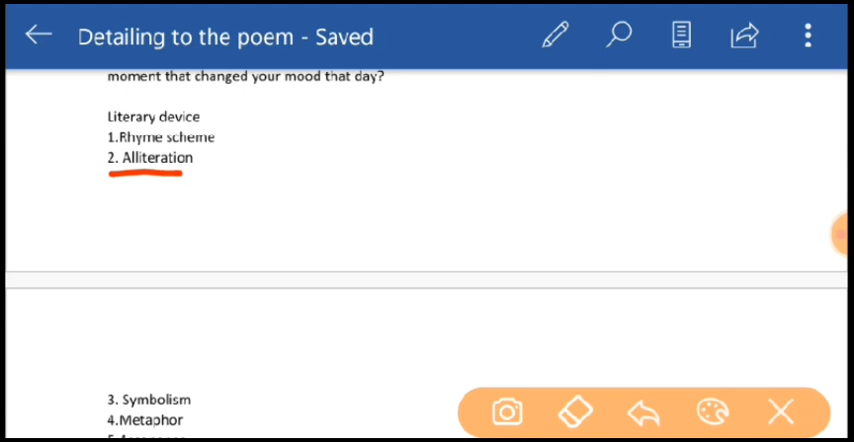 Detailing to the poem - Saved
moment that changed your mood that day?
Literary device
1.Rhyme scheme
2. Alliteration
3. Symbolism
4.Metaphor